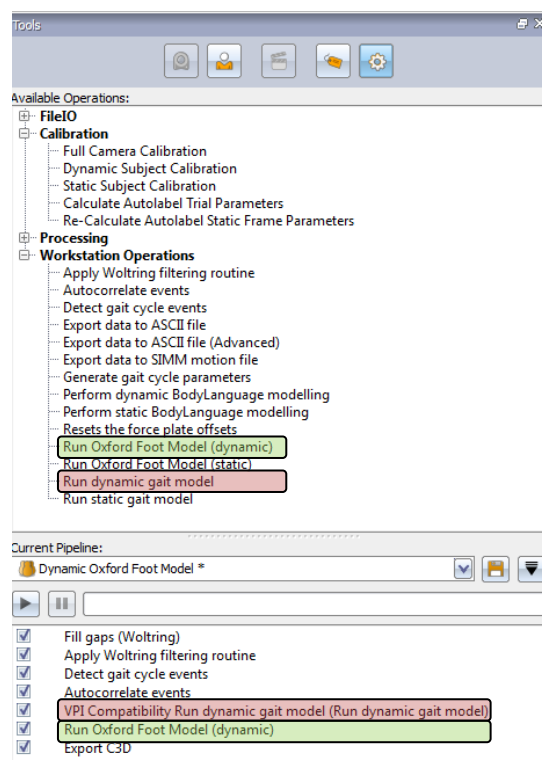 Tools
Available Operations:
FileIO
Calibration
Full Camera Calibration
Dynamic Subject Calibration
Static Subject Calibration
Calculate Autolabel Trial Parameters
Re-Calculate Autolabel Static Frame Parameters
Processing
Workstation Operations
Apply Woltring filtering routine
Autocorrelate events
Detect gait cycle events
Export data to ASCII file
Export data to ASCII file (Advanced)
Export data to SIMM motion file
Generate gait cycle parameters
Perform dynamic BodyLanguage modelling
Perform static BodyLanguage modelling
Resets the force plate offsets
Run Oxford Foot Model (dynamic)
Run Oxford Foot Model (static)
Run dynamic gait model
Run static gait model
Current Pipeline:
Dynamic Oxford Foot Model *
Fill gaps (Woltring)
Apply Woltring filtering routine
Detect gait cycle events
Autocorrelate events
VPI Compatibility Run dynamic gait model (Run dynamic gait model)
Run Oxford Foot Model (dynamic)
Export C3D